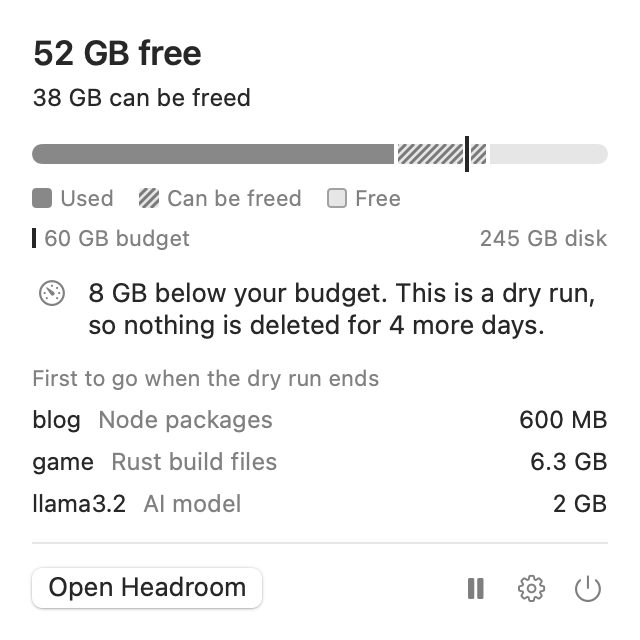 52 GB free
38 GB can be freed
Used Can be freed Free
60 GB budget 245 GB disk
8 GB below your budget. This is a dry run,
so nothing is deleted for 4 more days.
First to go when the dry run ends
blog Node packages 600 MB
game Rust build files 6.3 GB
llama3.2 AI model 2 GB
Open Headroom